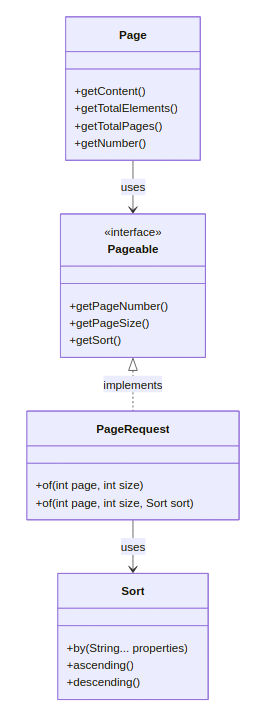 Page
+getContent()
+getTotalElements()
+getTotalPages()
+getNumber()
uses
«interface»
Pageable
+getPageNumber()
+getPageSize()
+getSort()
implements
PageRequest
+of(int page, int size)
+of(int page, int size, Sort sort)
uses
Sort
+by(String... properties)
+ascending()
+descending()